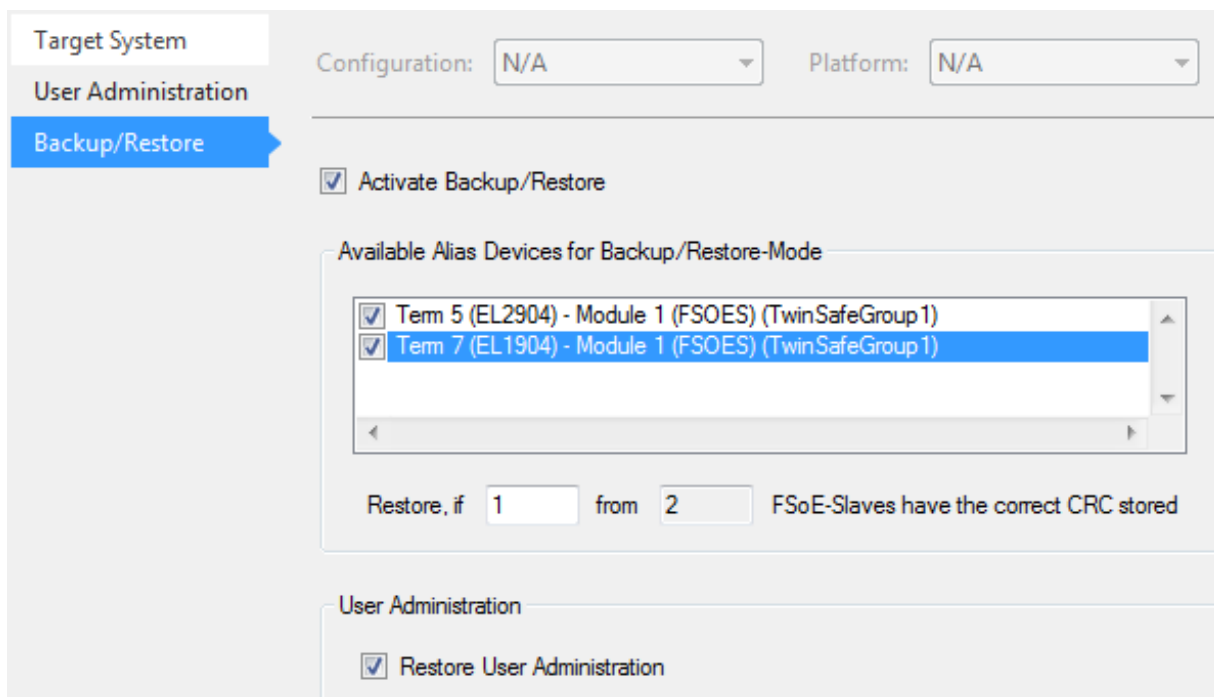 Target System
User Administration
Backup/Restore
Configuration: N/A Platform: N/A
Activate Backup/Restore
Available Alias Devices for Backup/Restore-Mode
Term 5 (EL2904) - Module 1 (FSOES) (TwinSafeGroup1)
Term 7 (EL1904) - Module 1 (FSOES) (TwinSafeGroup1)
Restore, if 1 from 2 FSoE-Slaves have the correct CRC stored
User Administration
Restore User Administration